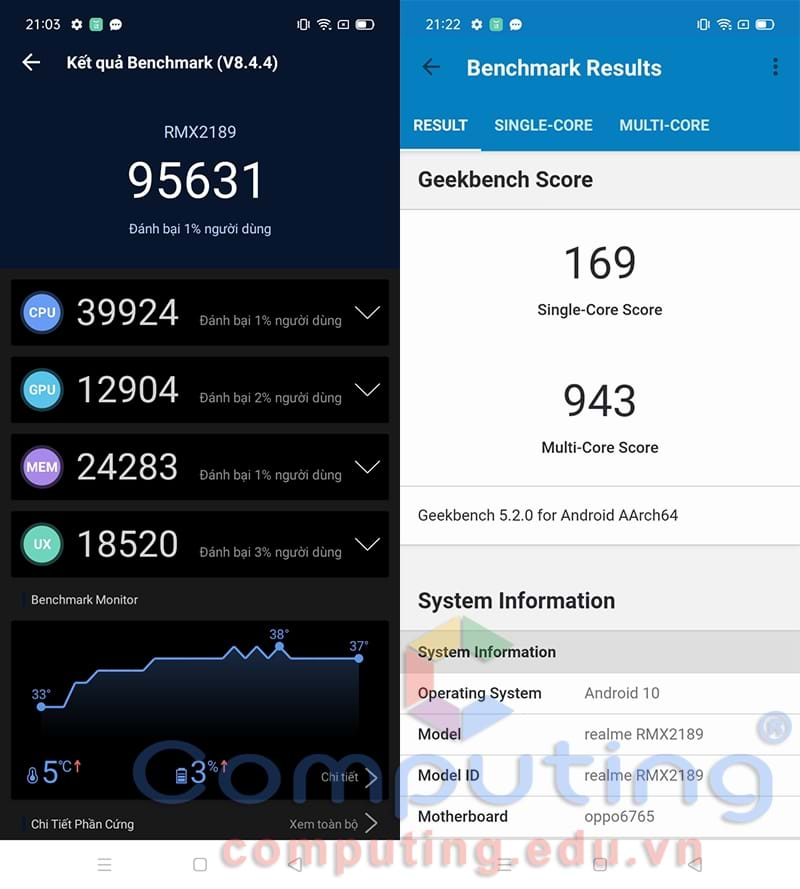 21:03
Kết quả Benchmark (V8.4.4)
RMX2189
95631
Đánh bại 1% người dùng
CPU 39924 Đánh bại 1% người dùng
GPU 12904 Đánh bại 2% người dùng
MEM 24283 Đánh bại 1% người dùng
UX 18520 Đánh bại 3% người dùng
Benchmark Monitor
33° 38° 37°
5°C↑ 3%↑ Chi tiết
Chi Tiết Phần Cứng Xem toàn bộ
21:22
Benchmark Results
RESULT SINGLE-CORE MULTI-CORE
Geekbench Score
169
Single-Core Score
943
Multi-Core Score
Geekbench 5.2.0 for Android AArch64
System Information
System Information
Operating System Android 10
Model realme RMX2189
Model ID realme RMX2189
Motherboard oppo6765
Computing ®
computing.edu.vn